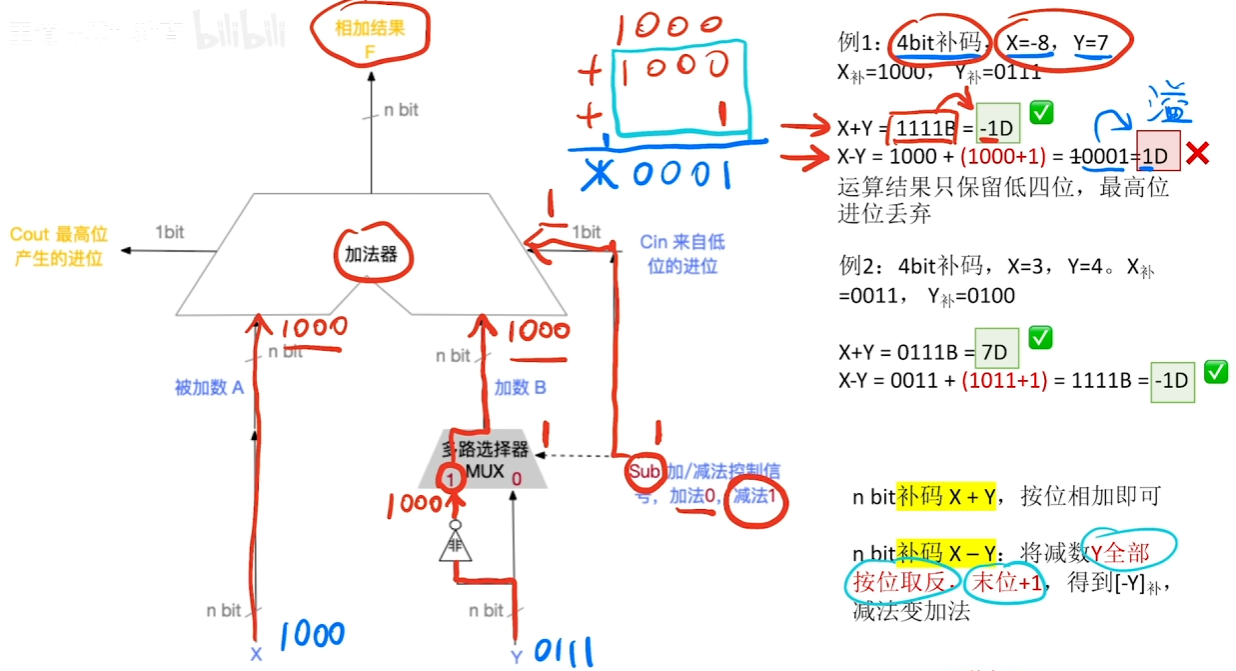 bilibili
相加结果
F
n bit
Cout 最高位
产生的进位
1bit
加法器
1
1bit
Cin 来自低
位的进位
1000
n bit
被加数 A
1000
n bit
加数 B
多路选择器
MUX
1
0
1
1
1000
Sub 加/减法控制信
号，加法0，减法1
非
n bit
n bit
X
1000
Y
0111
1000
+ 1000
+ 1
1
0001
例1：4bit补码，X=-8，Y=7
X补=1000， Y补=0111
X+Y = 1111B = -1D
溢
X-Y = 1000 + (1000+1) = 10001=1D
运算结果只保留低四位，最高位
进位丢弃
例2：4bit补码，X=3，Y=4。X补
=0011， Y补=0100
X+Y = 0111B = 7D
X-Y = 0011 + (1011+1) = 1111B = -1D
n bit补码 X + Y，按位相加即可
n bit补码 X – Y：将减数Y全部
按位取反，末位+1，得到[-Y]补，
减法变加法